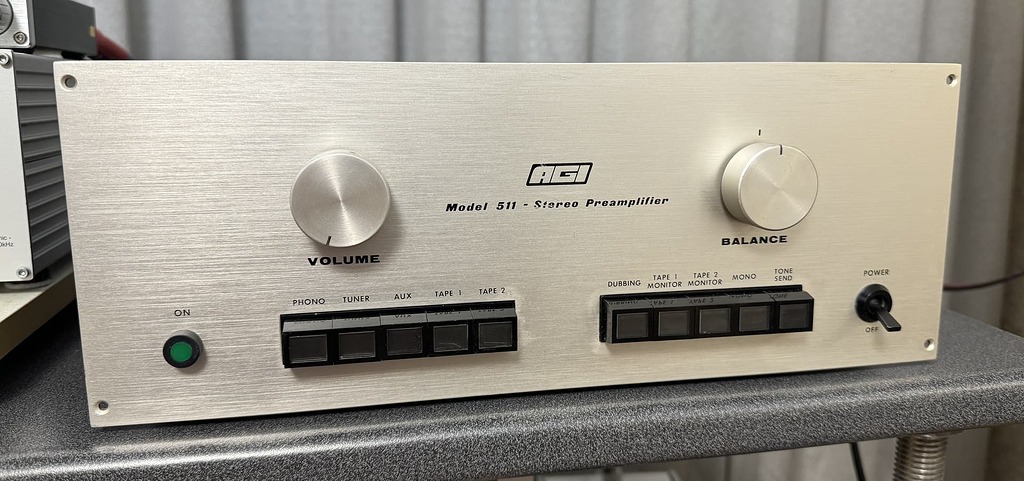 AGI
Model 511 - Stereo Preamplifier
VOLUME
BALANCE
PHONO TUNER AUX TAPE 1 TAPE 2
DUBBING TAPE 1 MONITOR TAPE 2 MONITOR MONO TONE SEND
POWER
OFF
ON